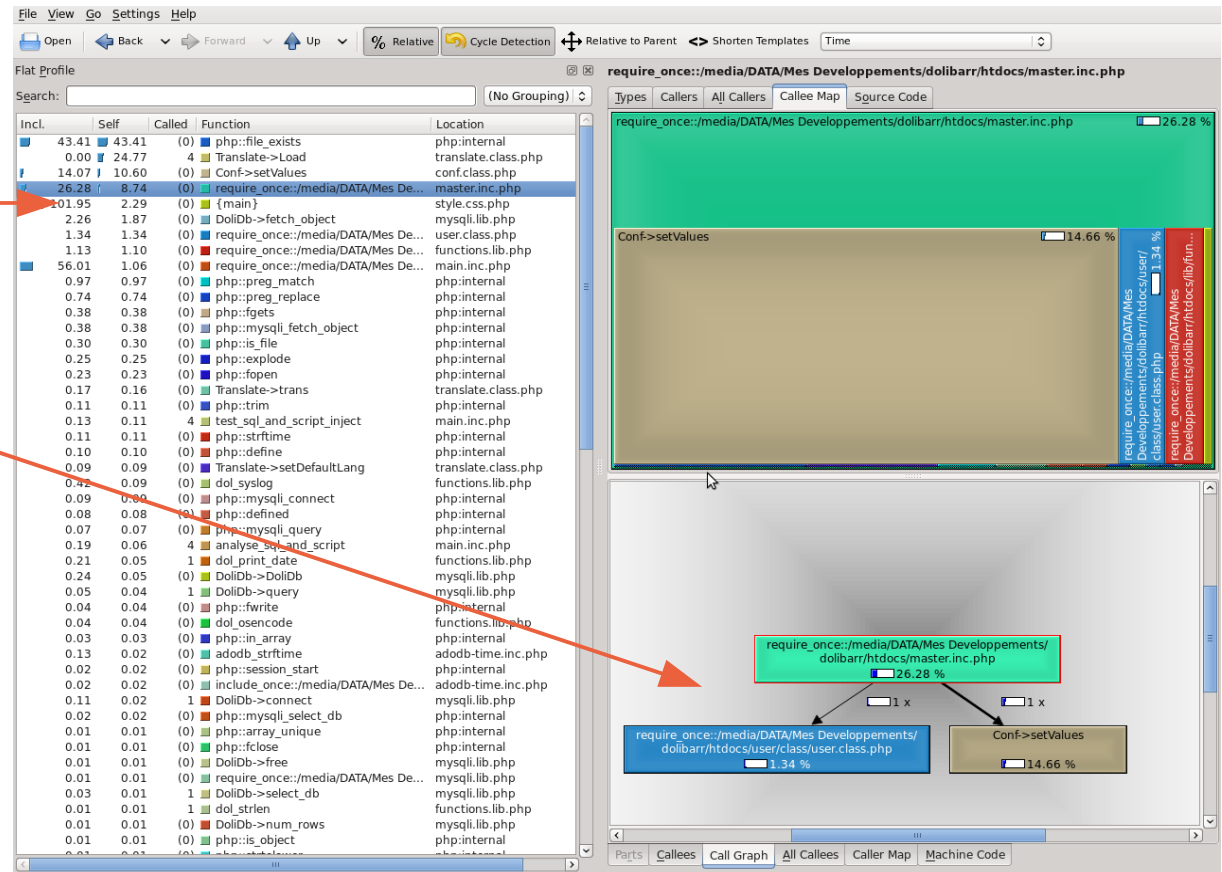 File View Go Settings Help
Open Back Forward Up % Relative Cycle Detection Relative to Parent <> Shorten Templates Time
Flat Profile
Search: (No Grouping)
Incl. Self Called Function Location
43.41 43.41 (0) php::file_exists php:internal
0.00 24.77 4 Translate->Load translate.class.php
14.07 10.60 (0) Conf->setValues conf.class.php
26.28 8.74 (0) require_once::/media/DATA/Mes De... master.inc.php
101.95 2.29 (0) {main} style.css.php
2.26 1.87 (0) DoliDb->fetch_object mysqli.lib.php
1.34 1.34 (0) require_once::/media/DATA/Mes De... user.class.php
1.13 1.10 (0) require_once::/media/DATA/Mes De... functions.lib.php
56.01 1.06 (0) require_once::/media/DATA/Mes De... main.inc.php
0.97 0.97 (0) php::preg_match php:internal
0.74 0.74 (0) php::preg_replace php:internal
0.38 0.38 (0) php::fgets php:internal
0.38 0.38 (0) php::mysqli_fetch_object php:internal
0.30 0.30 (0) php::is_file php:internal
0.25 0.25 (0) php::explode php:internal
0.23 0.23 (0) php::fopen php:internal
0.17 0.16 (0) Translate->trans translate.class.php
0.11 0.11 (0) php::trim php:internal
0.13 0.11 4 test_sql_and_script_inject main.inc.php
0.11 0.11 (0) php::strftime php:internal
0.10 0.10 (0) php::define php:internal
0.09 0.09 (0) Translate->setDefaultLang translate.class.php
0.42 0.09 (0) dol_syslog functions.lib.php
0.09 0.09 (0) php::mysqli_connect php:internal
0.08 0.08 (0) php::defined php:internal
0.07 0.07 (0) php::mysqli_query php:internal
0.19 0.06 4 analyse_sql_and_script main.inc.php
0.21 0.05 1 dol_print_date functions.lib.php
0.24 0.05 (0) DoliDb->DoliDb mysqli.lib.php
0.05 0.04 1 DoliDb->query mysqli.lib.php
0.04 0.04 (0) php::fwrite php:internal
0.04 0.04 (0) dol_osencode functions.lib.php
0.03 0.03 (0) php::in_array php:internal
0.13 0.02 (0) adodb_strftime adodb-time.inc.php
0.02 0.02 (0) php::session_start php:internal
0.02 0.02 (0) include_once::/media/DATA/Mes De... adodb-time.inc.php
0.11 0.02 1 DoliDb->connect mysqli.lib.php
0.02 0.02 (0) php::mysqli_select_db php:internal
0.01 0.01 (0) php::array_unique php:internal
0.01 0.01 (0) php::fclose php:internal
0.01 0.01 (0) DoliDb->free mysqli.lib.php
0.01 0.01 (0) require_once::/media/DATA/Mes De... mysqli.lib.php
0.03 0.01 1 DoliDb->select_db mysqli.lib.php
0.01 0.01 1 dol_strlen functions.lib.php
0.01 0.01 (0) DoliDb->num_rows mysqli.lib.php
0.01 0.01 (0) php::is_object php:internal
require_once::/media/DATA/Mes Developpements/dolibarr/htdocs/master.inc.php
Types Callers All Callers Callee Map Source Code
require_once::/media/DATA/Mes Developpements/dolibarr/htdocs/master.inc.php 26.28 %
Conf->setValues 14.66 %
require_once::/media/DATA/Mes
Developpements/dolibarr/htdocs/user/
class/user.class.php 1.34 %
require_once::/media/DATA/Mes
Developpements/dolibarr/htdocs/lib/fun...
require_once::/media/DATA/Mes Developpements/
dolibarr/htdocs/master.inc.php
26.28 %
1 x 1 x
require_once::/media/DATA/Mes Developpements/
dolibarr/htdocs/user/class/user.class.php
1.34 %
Conf->setValues
14.66 %
Parts Callees Call Graph All Callees Caller Map Machine Code